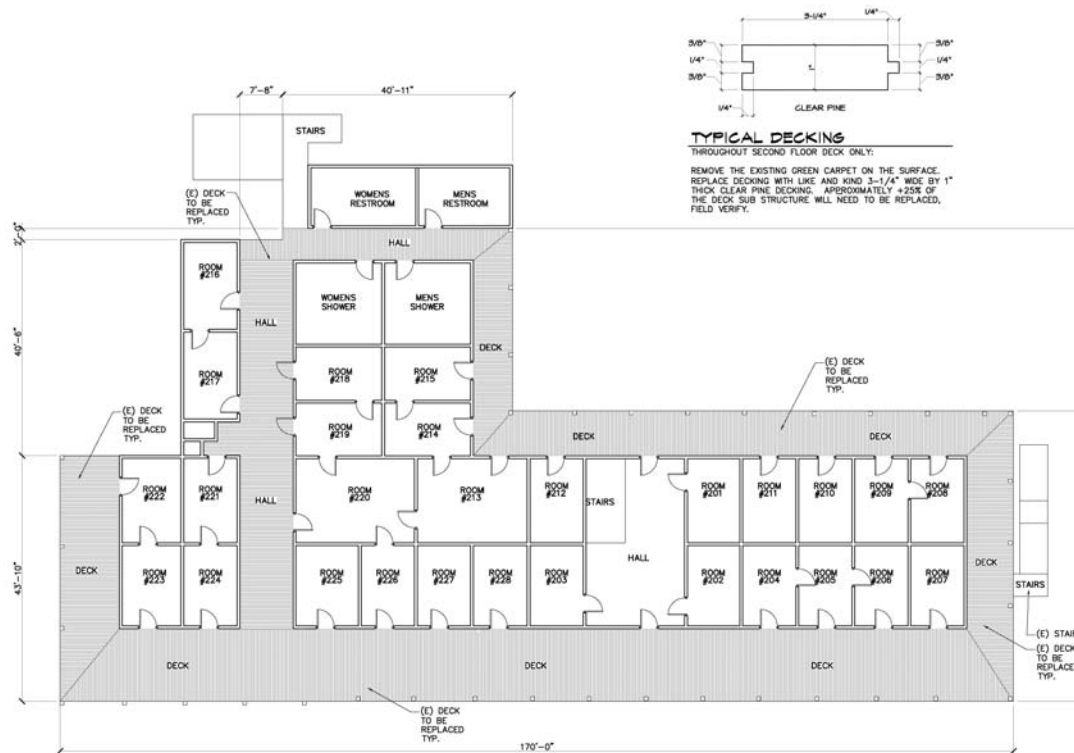 3-1/4"
1/4"
3/8"
1/4"
3/8"
1"
3/8"
1/4"
3/8"
1/4"
CLEAR PINE
TYPICAL DECKING
THROUGHOUT SECOND FLOOR DECK ONLY:
REMOVE THE EXISTING GREEN CARPET ON THE SURFACE.
REPLACE DECKING WITH LIKE AND KIND 3-1/4" WIDE BY 1"
THICK CLEAR PINE DECKING. APPROXIMATELY +25% OF
THE DECK SUB STRUCTURE WILL NEED TO BE REPLACED,
FIELD VERIFY.
7'-8"
40'-11"
STAIRS
WOMENS
RESTROOM
MENS
RESTROOM
(E) DECK
TO BE
REPLACED
TYP.
2'-0"
HALL
ROOM
#216
WOMENS
SHOWER
MENS
SHOWER
HALL
40'-6"
DECK
ROOM
#217
ROOM
#218
ROOM
#215
(E) DECK
TO BE
REPLACED
TYP.
(E) DECK
TO BE
REPLACED
TYP.
ROOM
#219
ROOM
#214
DECK
DECK
ROOM
#222
ROOM
#221
HALL
ROOM
#220
ROOM
#213
ROOM
#212
STAIRS
ROOM
#201
ROOM
#211
ROOM
#210
ROOM
#209
ROOM
#208
43'-10"
DECK
ROOM
#223
ROOM
#224
ROOM
#225
ROOM
#226
ROOM
#227
ROOM
#228
ROOM
#203
HALL
ROOM
#202
ROOM
#204
ROOM
#205
ROOM
#206
ROOM
#207
DECK
STAIRS
(E) STAI
(E) DECK
TO BE
REPLACE
TYP.
DECK
DECK
DECK
(E) DECK
TO BE
REPLACED
TYP.
170'-0"